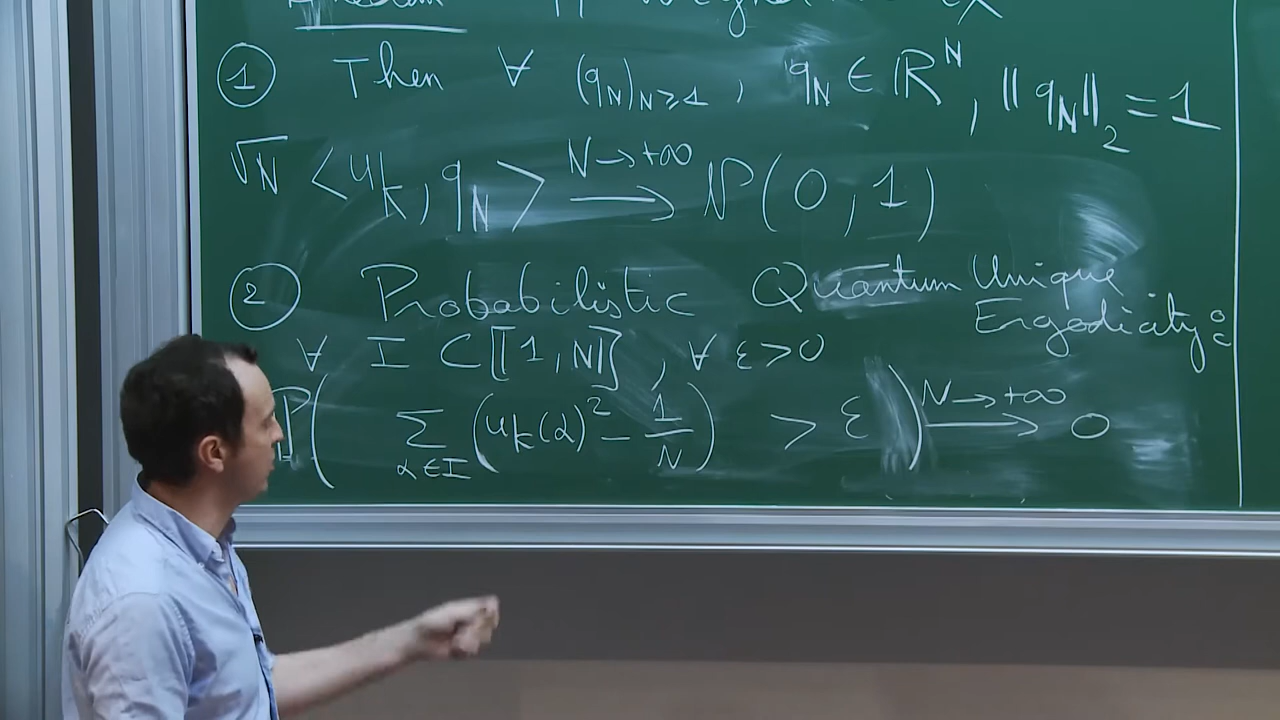 ① Then ∀ (q_N)_{N≥1}, q_N ∈ ℝ^N, ‖q_N‖_2 = 1
√N <u_k, q_N> →^{N→+∞} 𝒩(0, 1)
② Probabilistic Quantum Unique Ergodicity:
∀ I ⊂ ⟦1, N⟧, ∀ ε>0
ℙ( ∑_{α∈I} (u_k(α)² − 1/N) > ε ) →^{N→+∞} 0